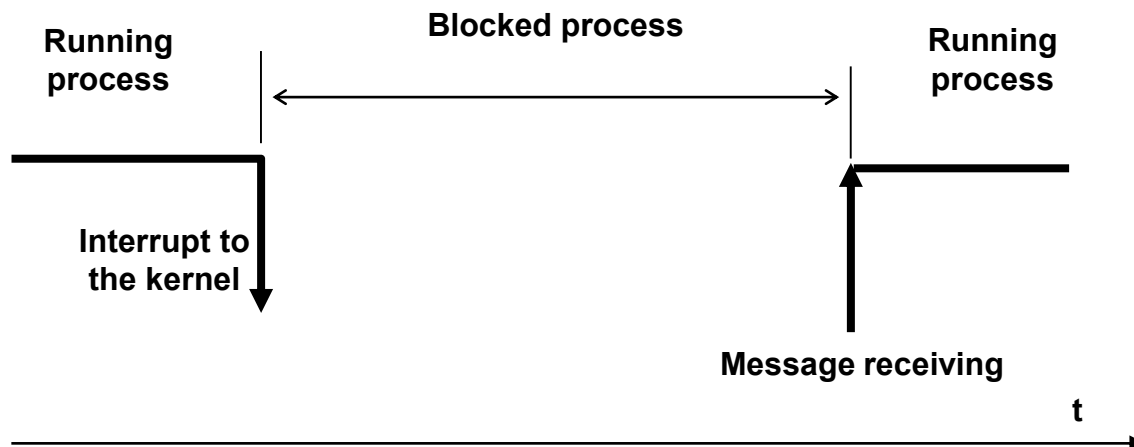 Running
process
Blocked process
Running
process
Interrupt to
the kernel
Message receiving
t